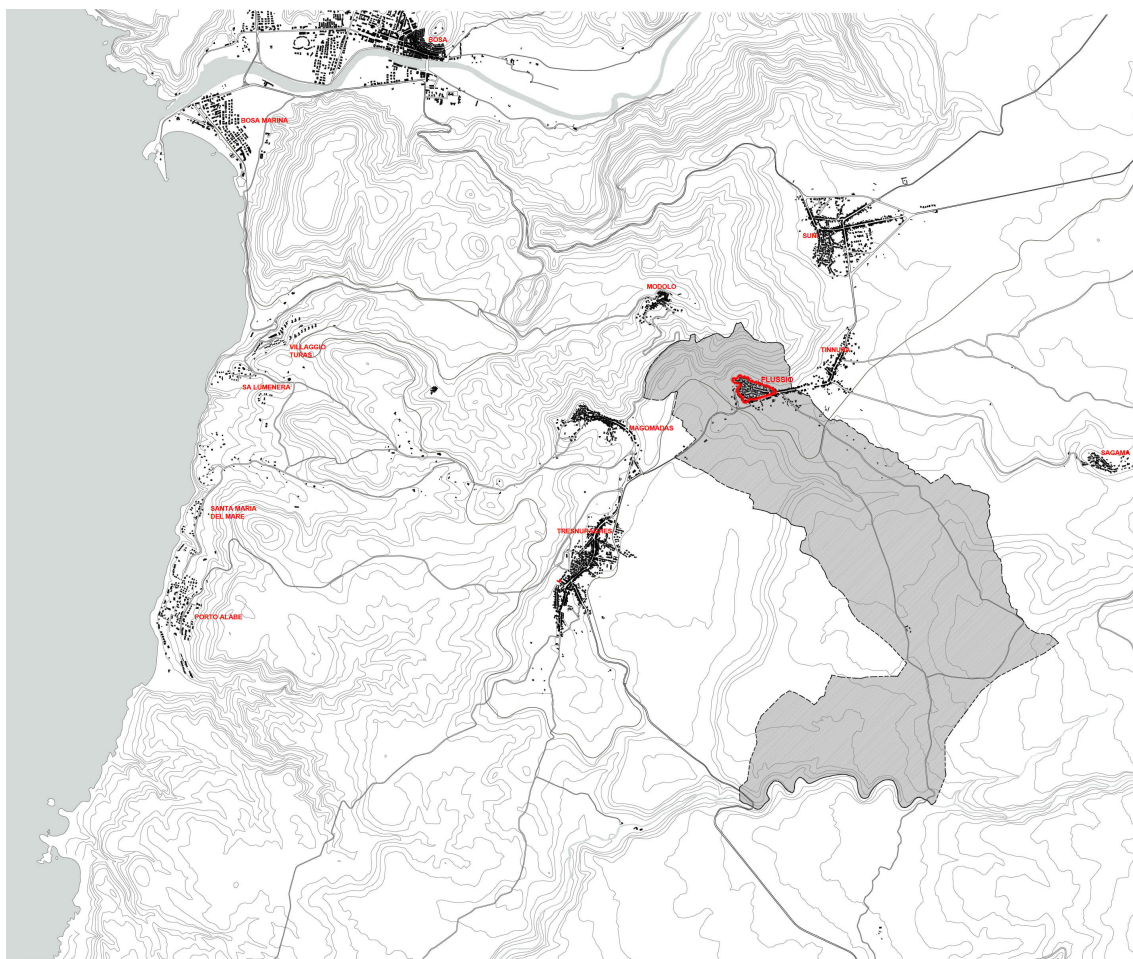 BOSA
BOSA MARINA
SUNI
MODOLO
VILLAGGIO
TURAS
TINNURA
FLUSSIO
SA LUMENERA
MAGOMADAS
SAGAMA
SANTA MARIA
DEL MARE
TRESNURAGHES
PORTO ALABE